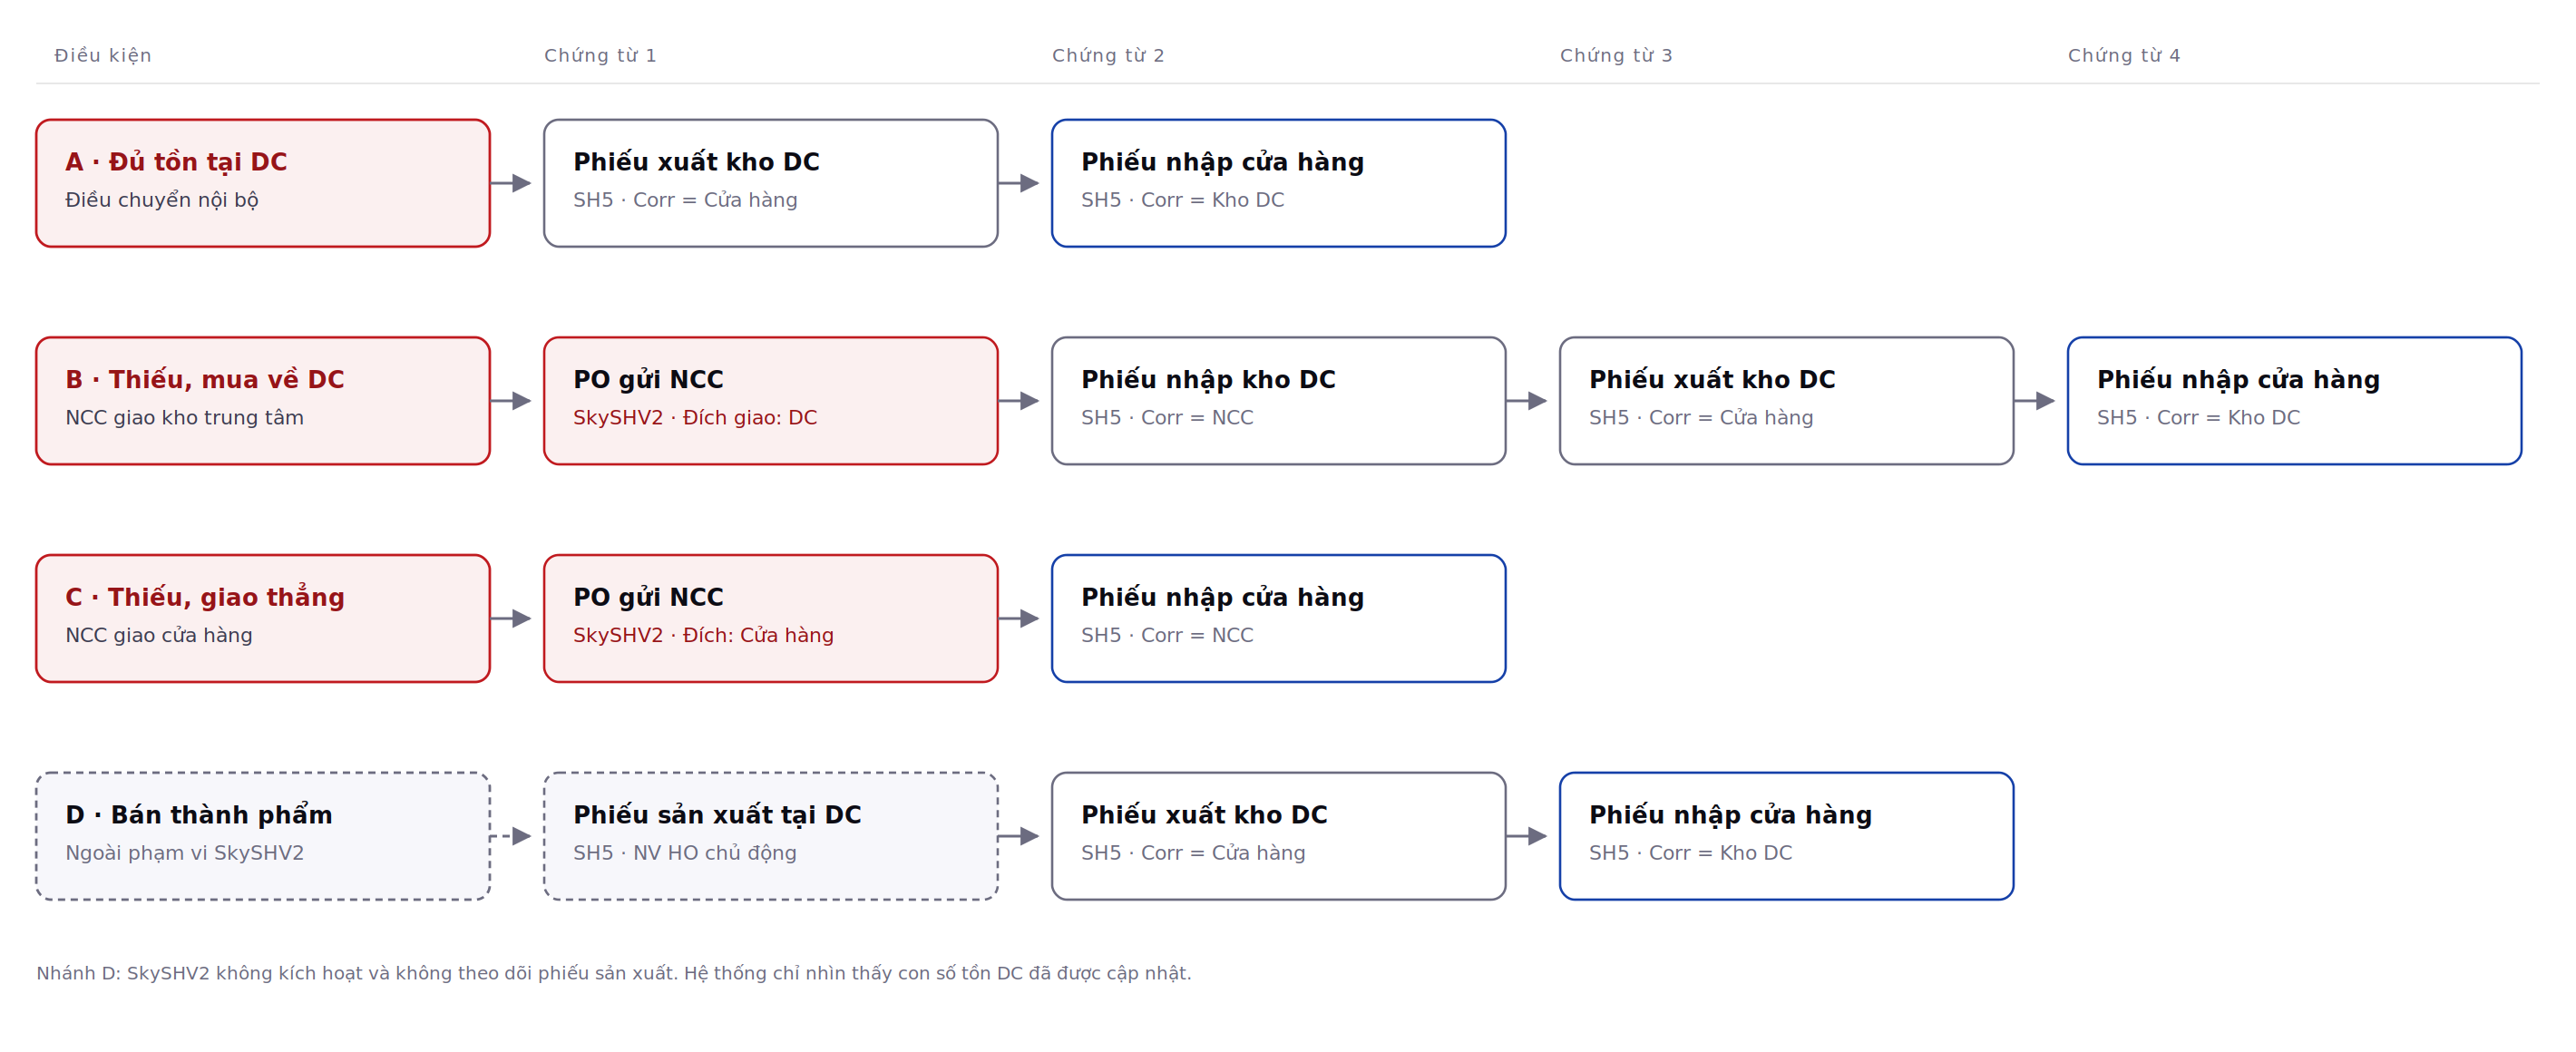 Điều kiện
Chứng từ 1
Chứng từ 2
Chứng từ 3
Chứng từ 4
A · Đủ tồn tại DC
Điều chuyển nội bộ
Phiếu xuất kho DC
SH5 · Corr = Cửa hàng
Phiếu nhập cửa hàng
SH5 · Corr = Kho DC
B · Thiếu, mua về DC
NCC giao kho trung tâm
PO gửi NCC
SkySHV2 · Đích giao: DC
Phiếu nhập kho DC
SH5 · Corr = NCC
Phiếu xuất kho DC
SH5 · Corr = Cửa hàng
Phiếu nhập cửa hàng
SH5 · Corr = Kho DC
C · Thiếu, giao thẳng
NCC giao cửa hàng
PO gửi NCC
SkySHV2 · Đích: Cửa hàng
Phiếu nhập cửa hàng
SH5 · Corr = NCC
D · Bán thành phẩm
Ngoài phạm vi SkySHV2
Phiếu sản xuất tại DC
SH5 · NV HO chủ động
Phiếu xuất kho DC
SH5 · Corr = Cửa hàng
Phiếu nhập cửa hàng
SH5 · Corr = Kho DC
Nhánh D: SkySHV2 không kích hoạt và không theo dõi phiếu sản xuất. Hệ thống chỉ nhìn thấy con số tồn DC đã được cập nhật.